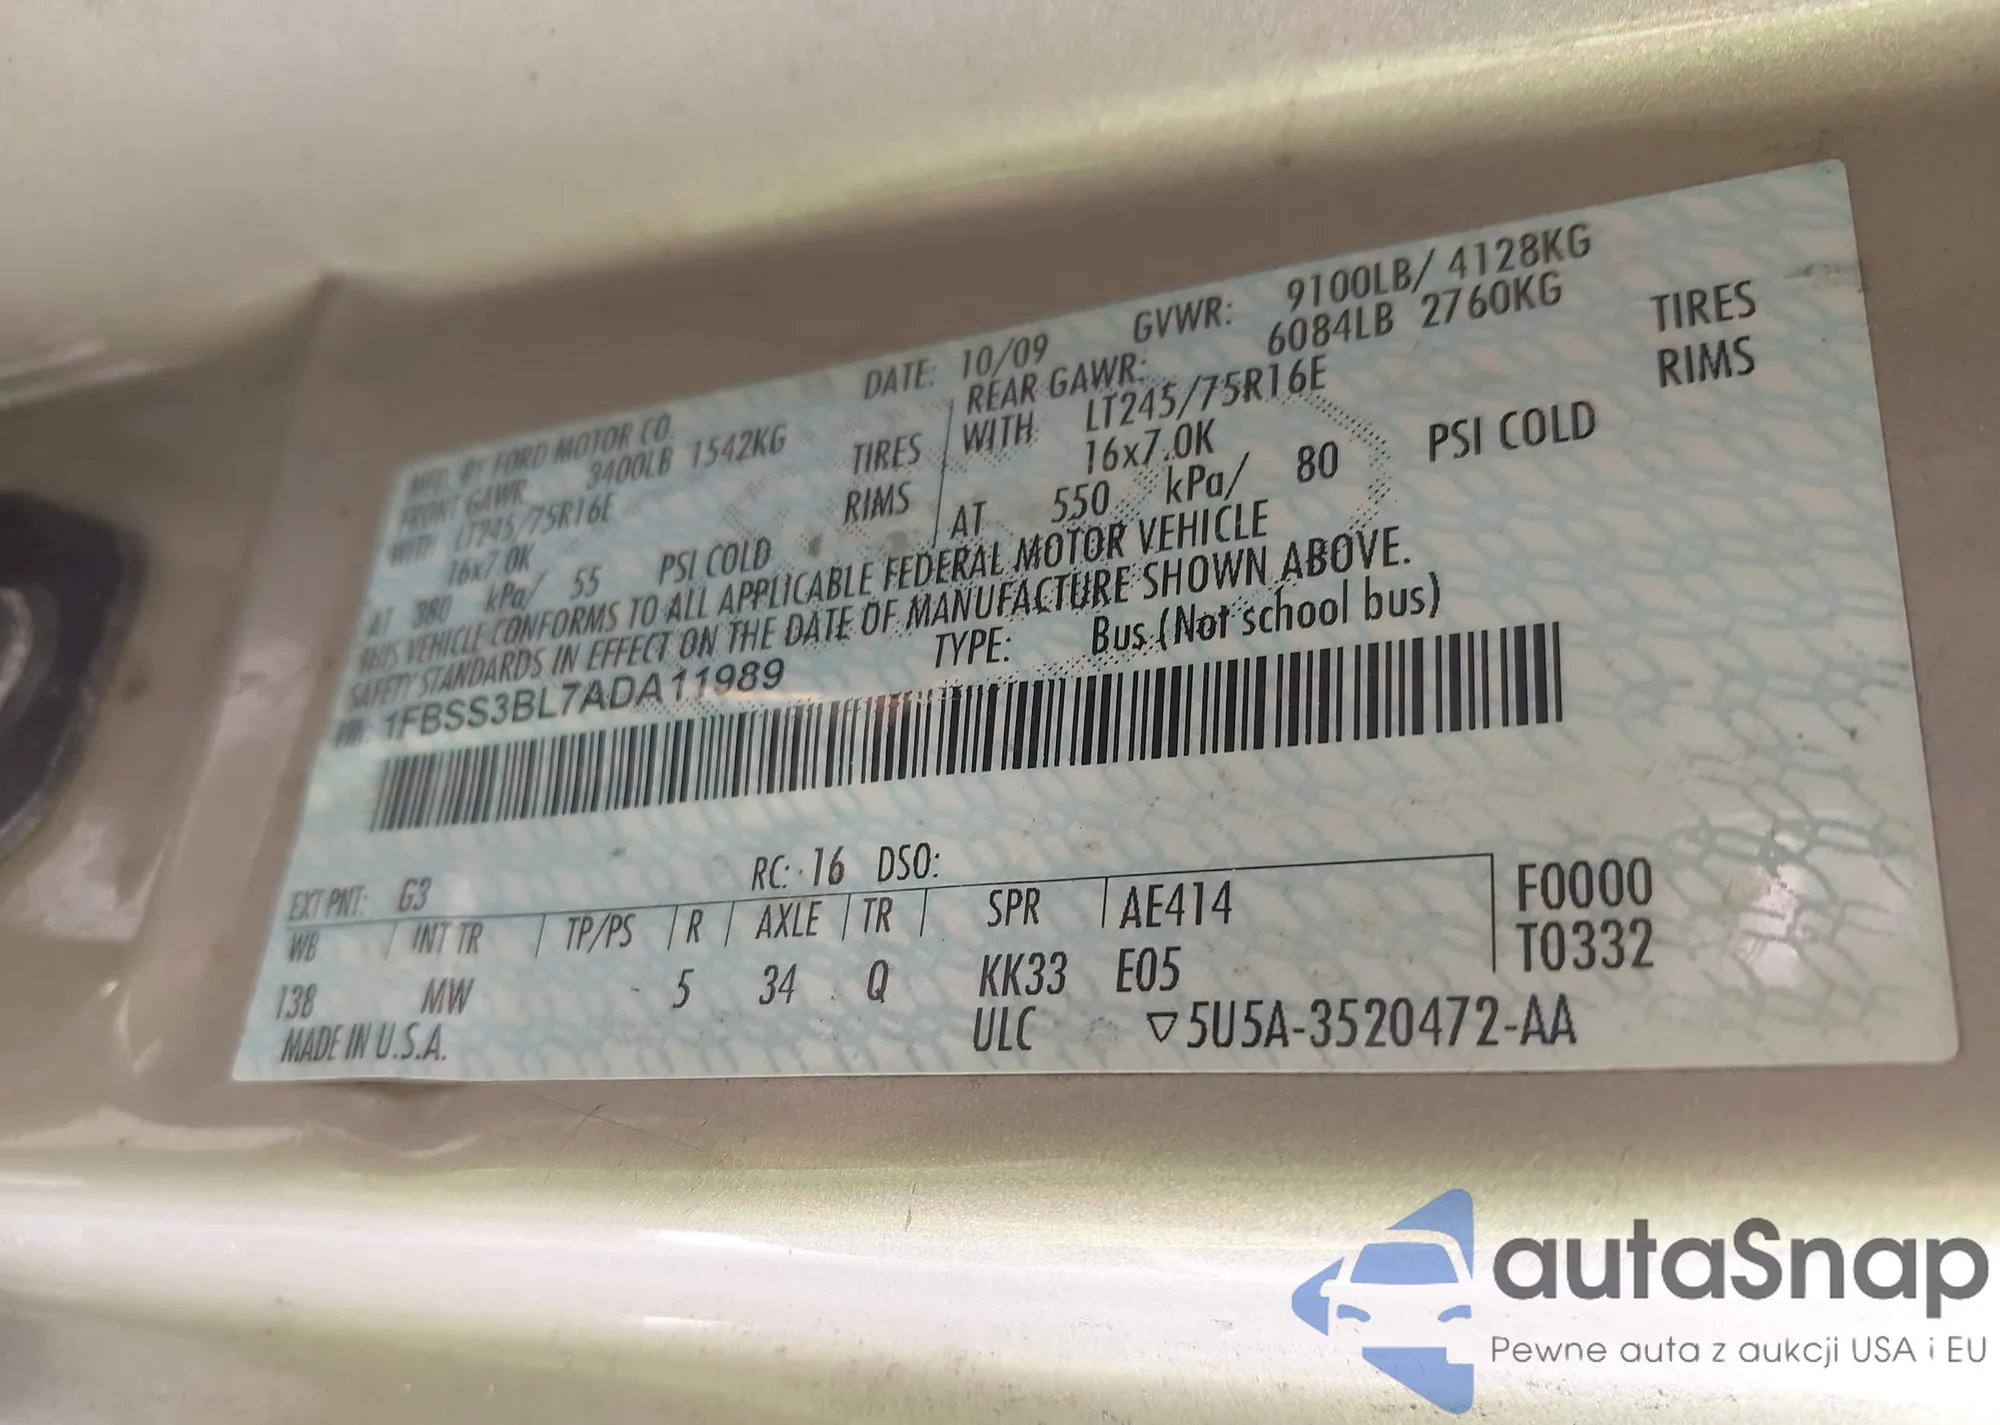 MFD. BY FORD MOTOR CO. DATE: 10/09 GVWR: 9100LB/ 4128KG
FRONT GAWR: 3400LB 1542KG REAR GAWR: 6084LB 2760KG
WITH LT245/75R16E TIRES WITH LT245/75R16E TIRES
16x7.0K RIMS 16x7.0K RIMS
AT 380 kPa/ 55 PSI COLD AT 550 kPa/ 80 PSI COLD
THIS VEHICLE CONFORMS TO ALL APPLICABLE FEDERAL MOTOR VEHICLE
SAFETY STANDARDS IN EFFECT ON THE DATE OF MANUFACTURE SHOWN ABOVE.
VIN: 1FBSS3BL7ADA11989 TYPE: Bus (Not school bus)
EXT PNT: G3 RC: 16 DSO:
WB INT TR TP/PS R AXLE TR SPR AE414 F0000
138 MW 5 34 Q KK33 E05 T0332
MADE IN U.S.A. ULC ▽5U5A-3520472-AA
autaSnap
Pewne auta z aukcji USA i EU